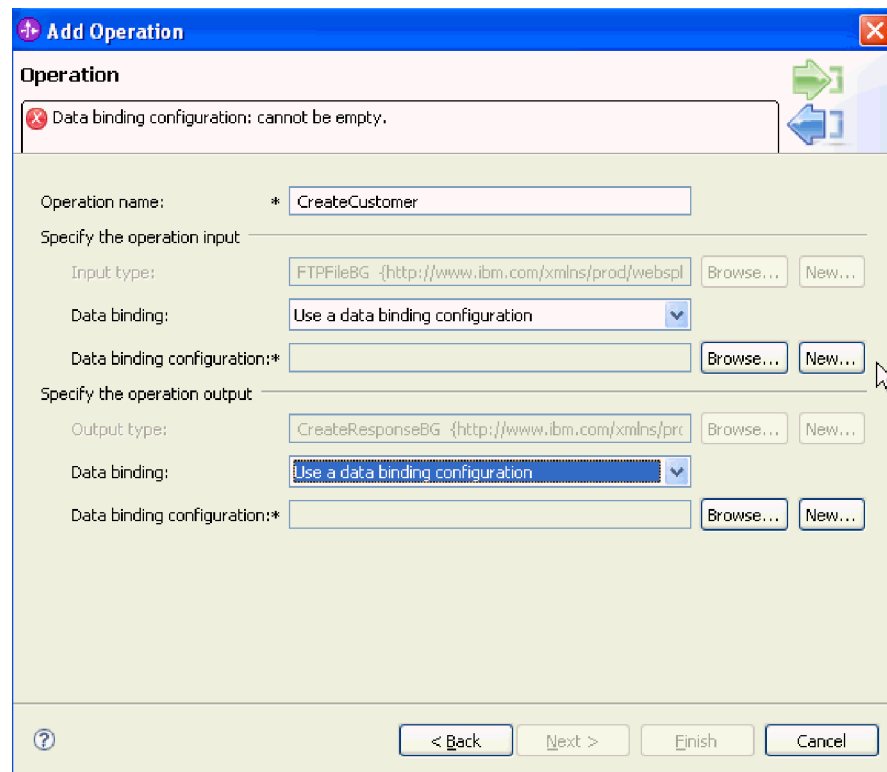 Add Operation
Operation
Data binding configuration: cannot be empty.
Operation name: * CreateCustomer
Specify the operation input
Input type: FTPFileBG {http://www.ibm.com/xmlns/prod/webspl Browse... New...
Data binding: Use a data binding configuration
Data binding configuration:* Browse... New...
Specify the operation output
Output type: CreateResponseBG {http://www.ibm.com/xmlns/prc Browse... New...
Data binding: Use a data binding configuration
Data binding configuration:* Browse... New...
? < Back Next > Finish Cancel